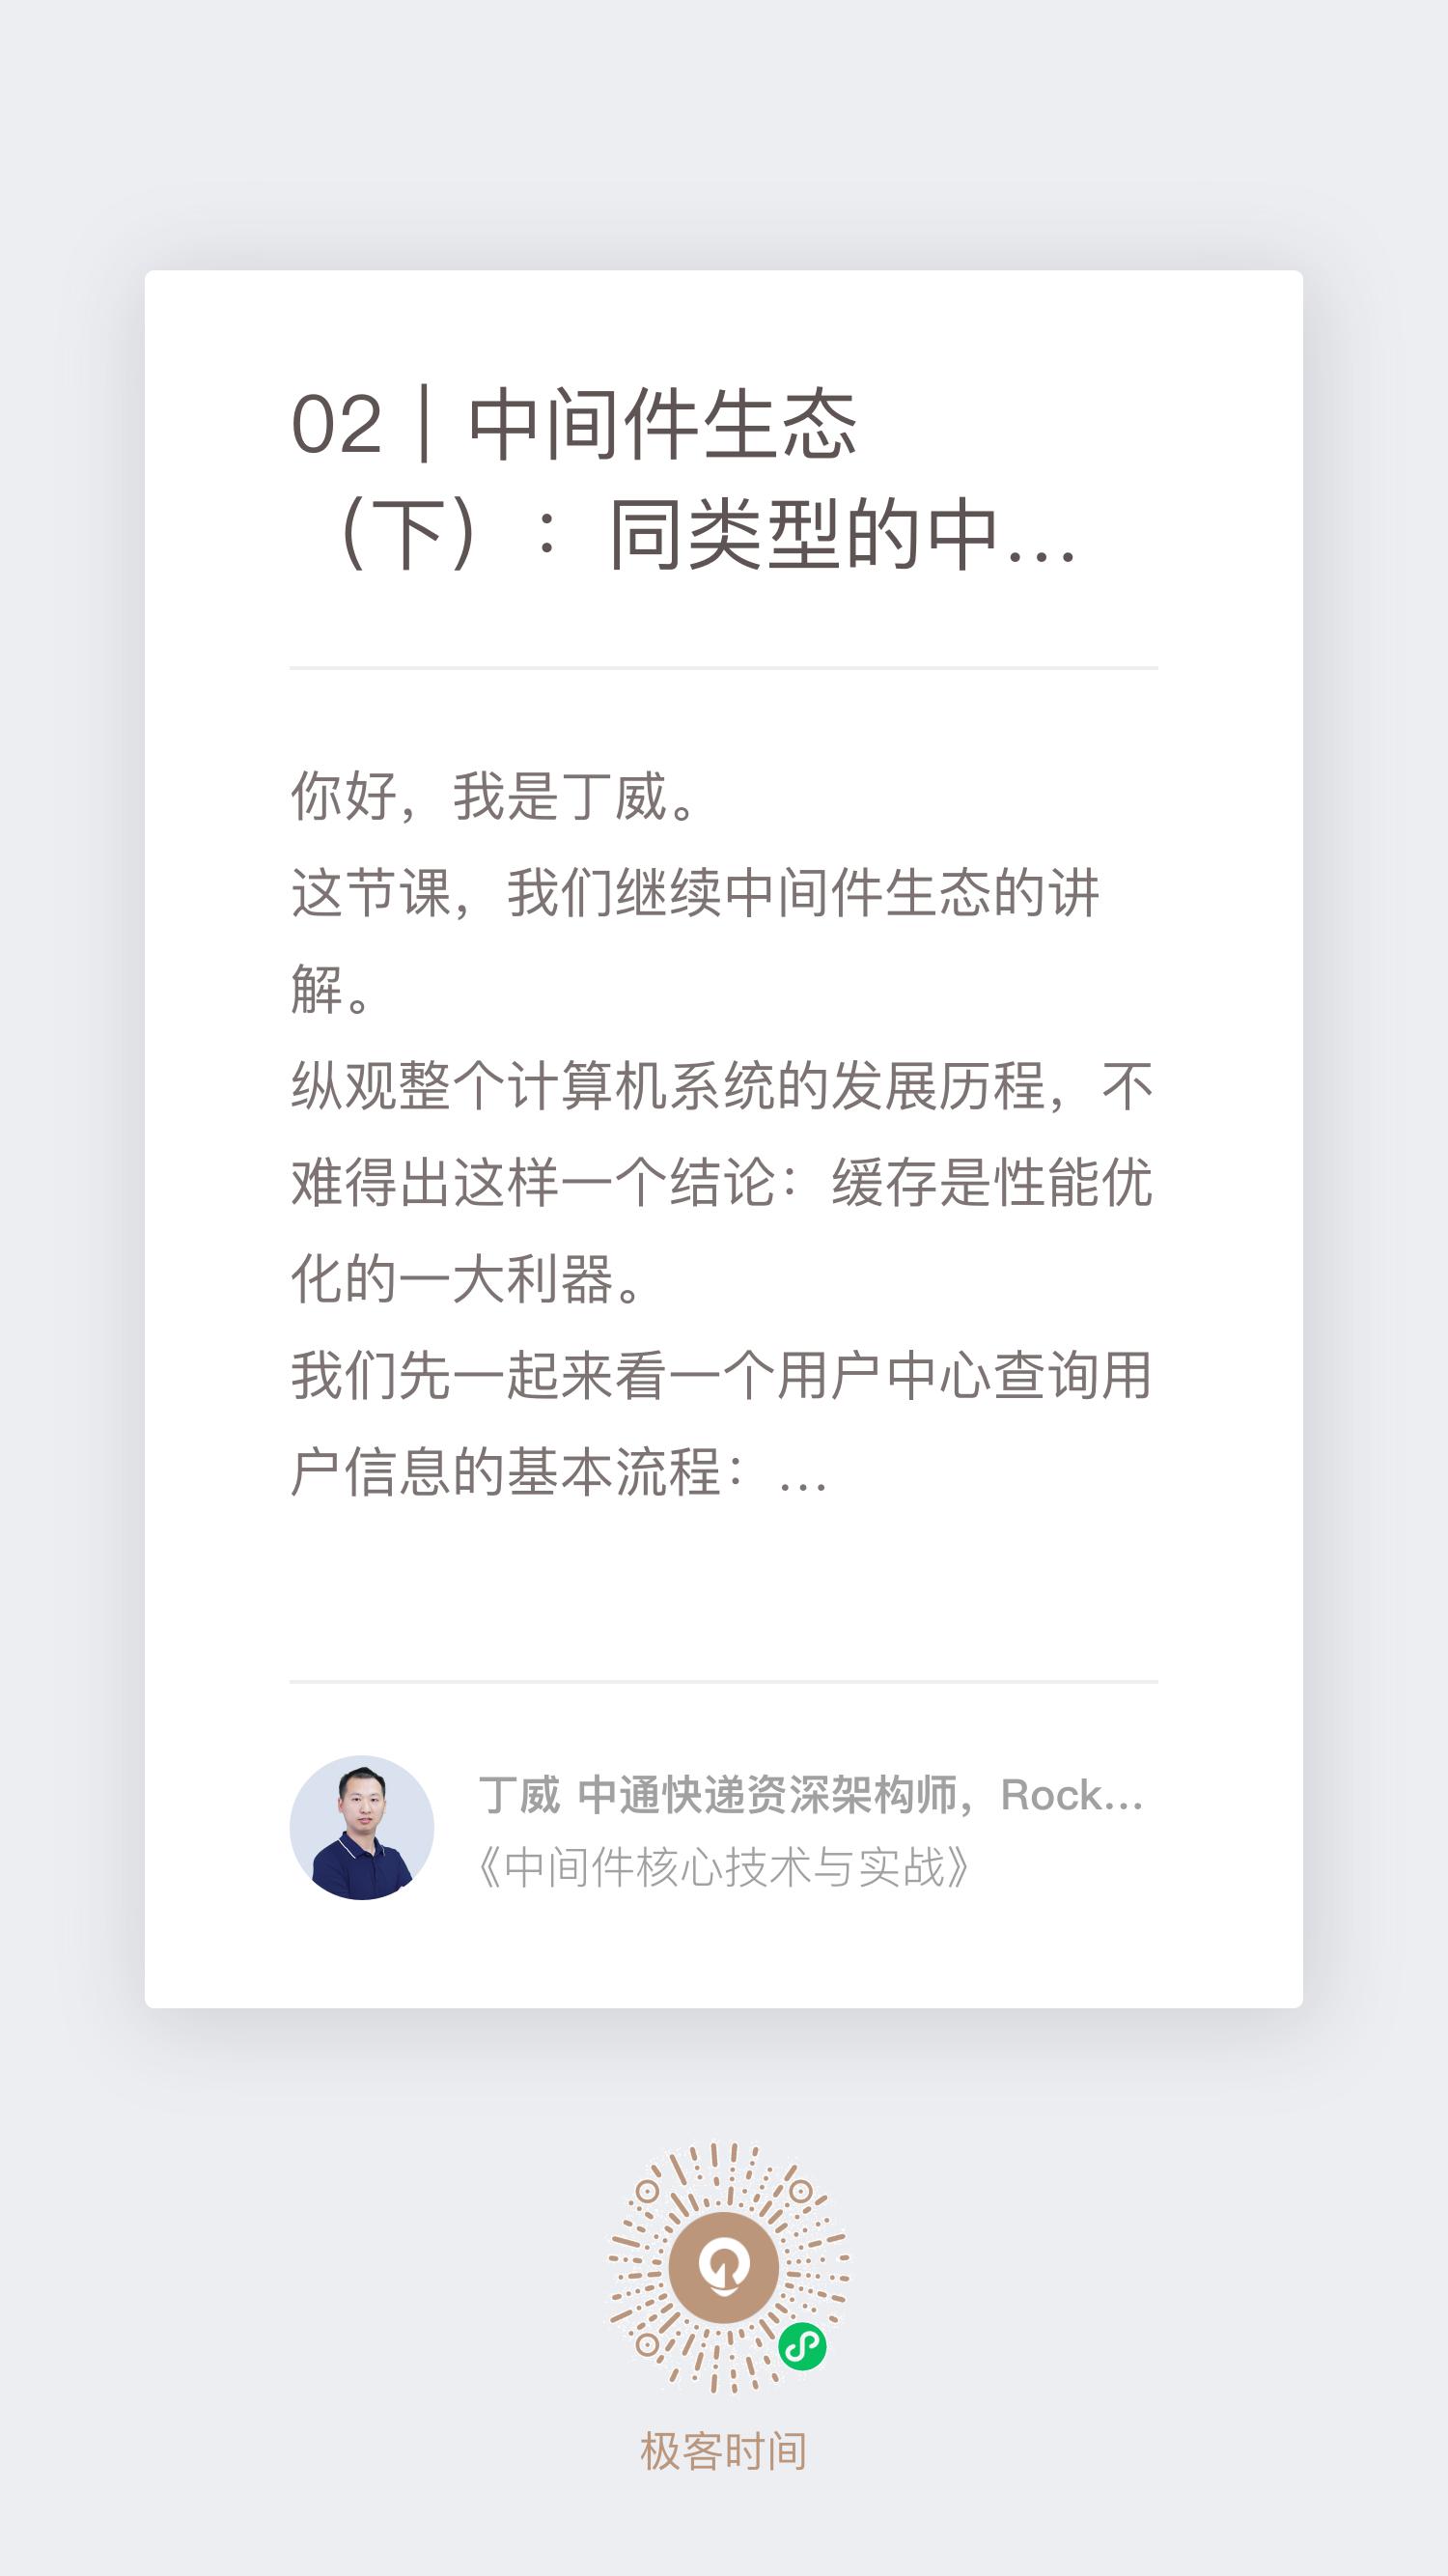 02｜中间件生态
（下）：同类型的中...
你好，我是丁威。
这节课，我们继续中间件生态的讲
解。
纵观整个计算机系统的发展历程，不
难得出这样一个结论：缓存是性能优
化的一大利器。
我们先一起来看一个用户中心查询用
户信息的基本流程：...
丁威 中通快递资深架构师，Rock...
《中间件核心技术与实战》
极客时间